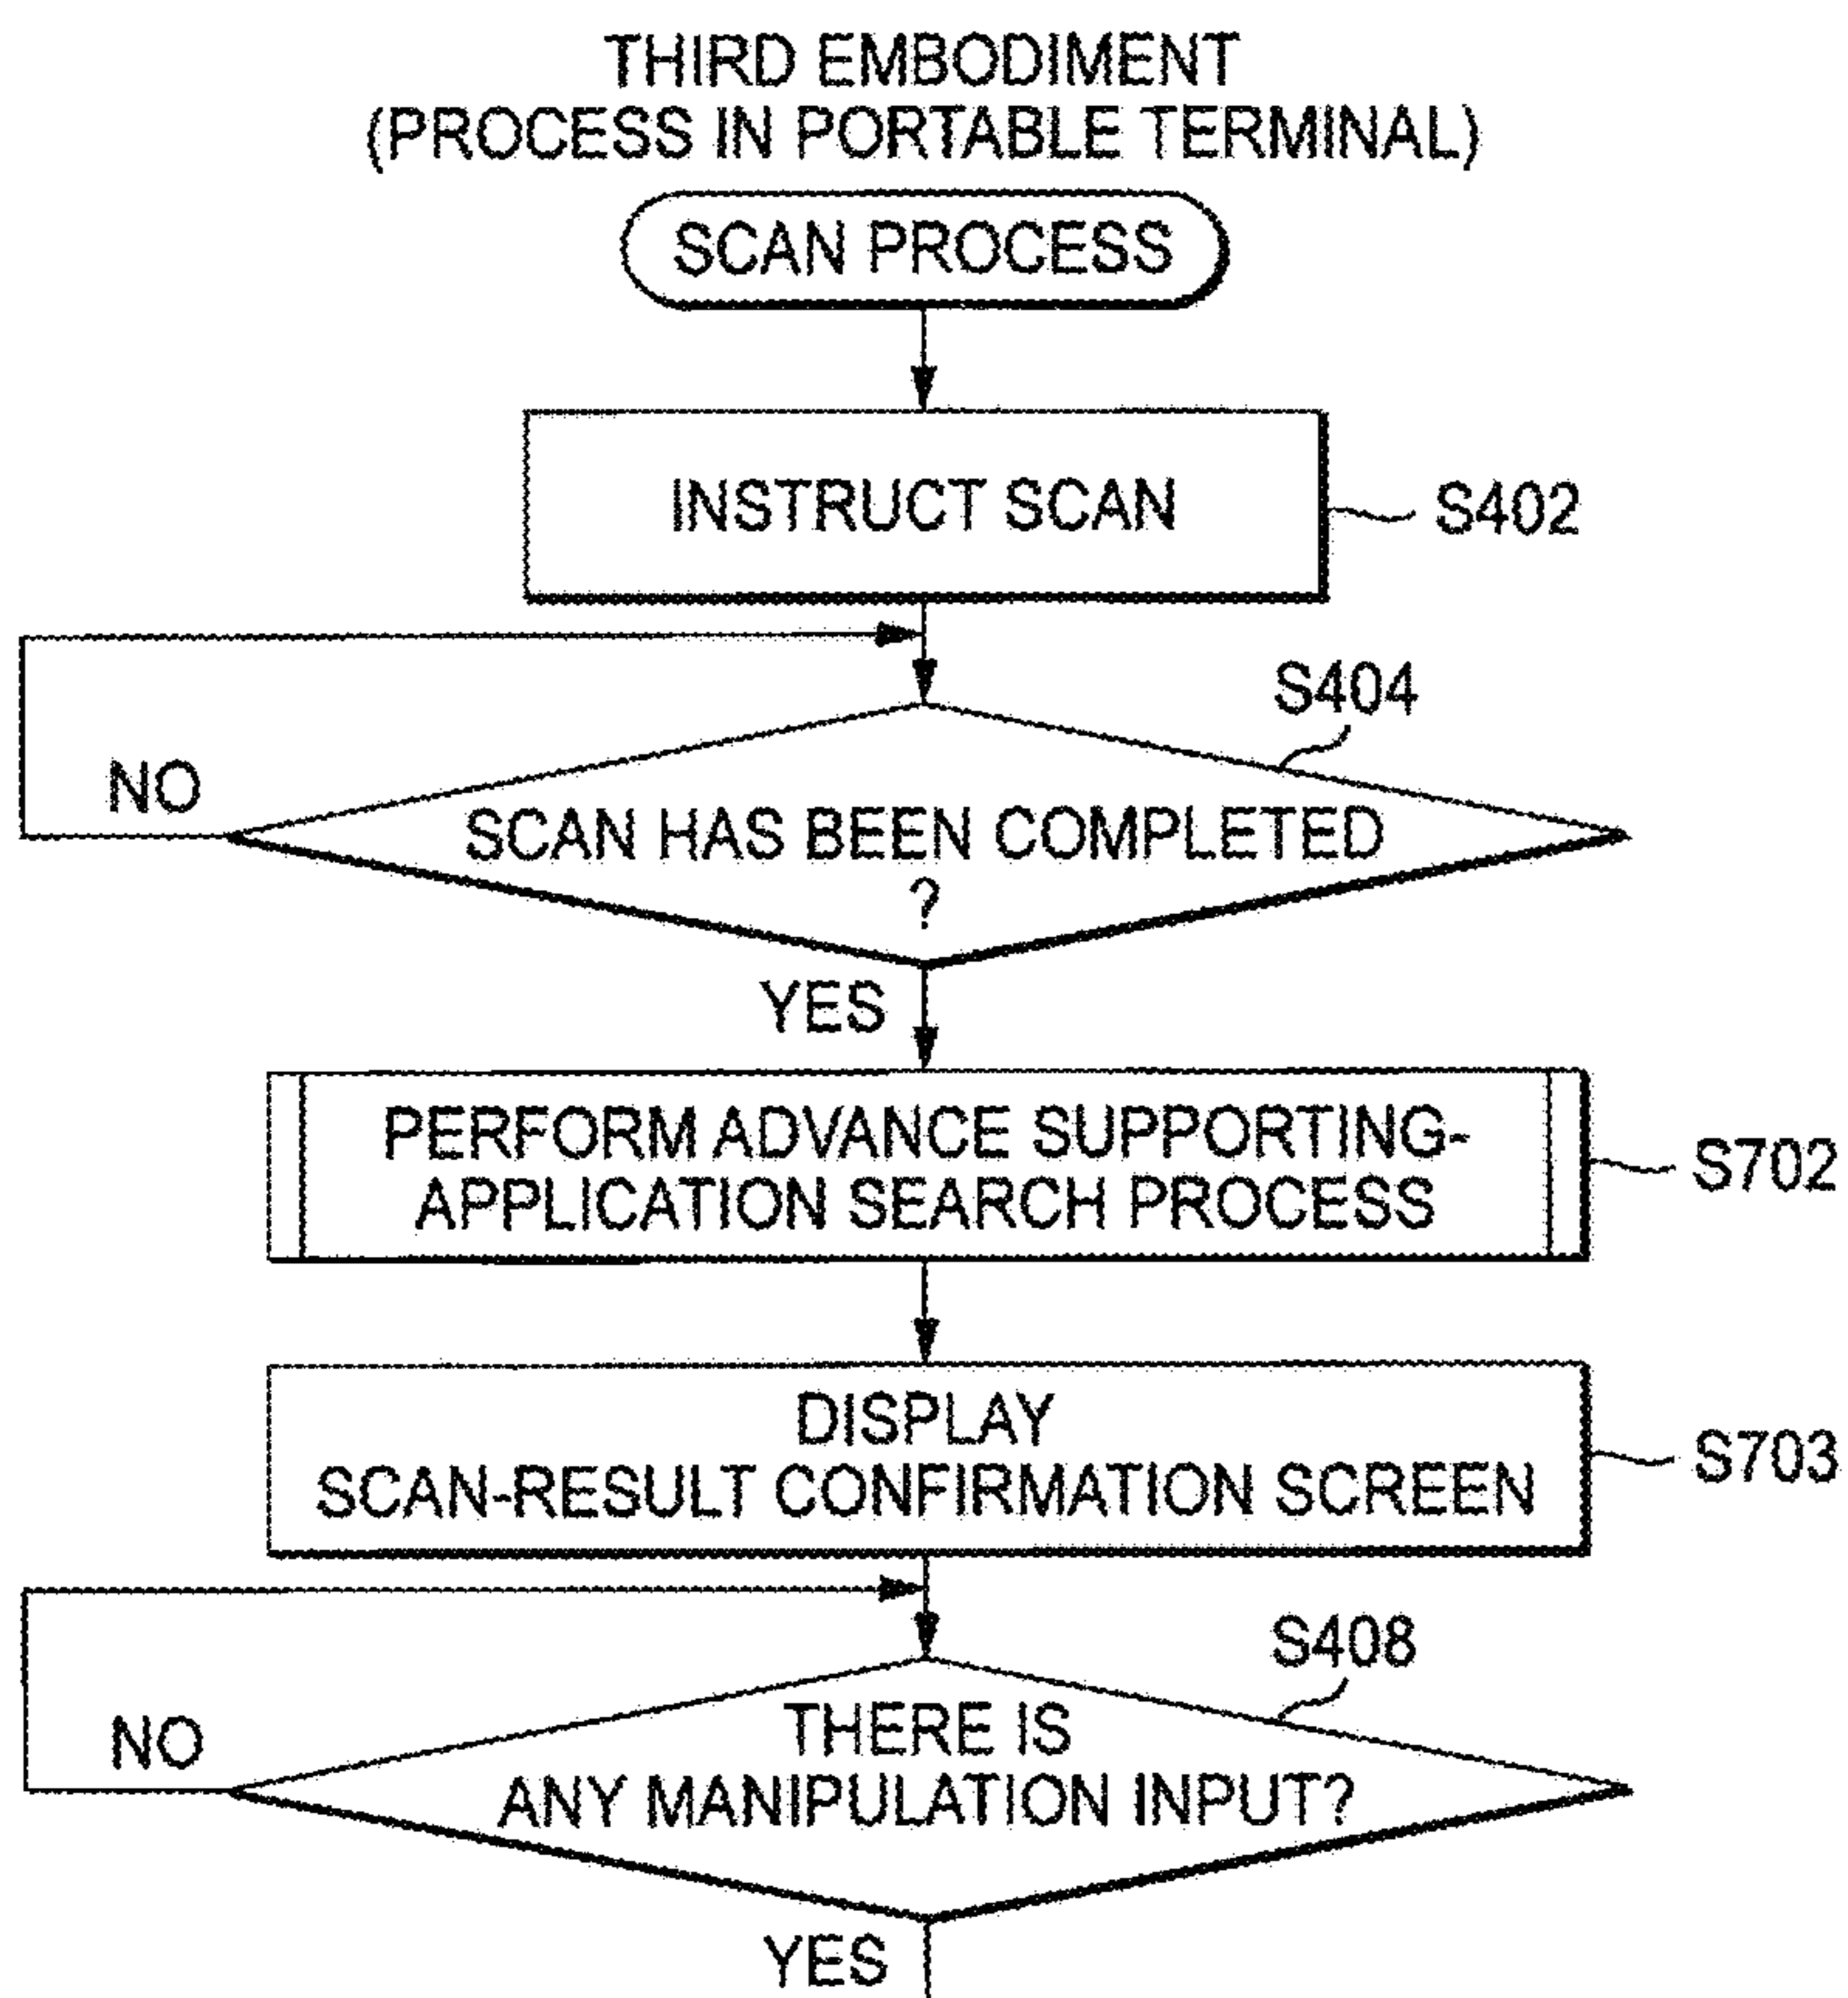 THIRD EMBODIMENT
(PROCESS IN PORTABLE TERMINAL)
SCAN PROCESS
INSTRUCT SCAN
S402
S404
NO
SCAN HAS BEEN COMPLETED
?
YES
PERFORM ADVANCE SUPPORTING-
APPLICATION SEARCH PROCESS
S702
DISPLAY
SCAN-RESULT CONFIRMATION SCREEN
S703
S408
NO
THERE IS
ANY MANIPULATION INPUT?
YES